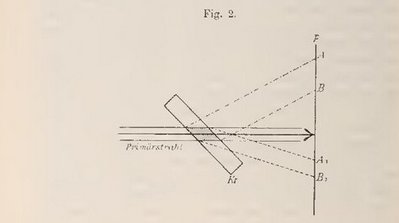 Fig. 2.
P
A
B
Primärstrahl
A₁
B₁
Kr